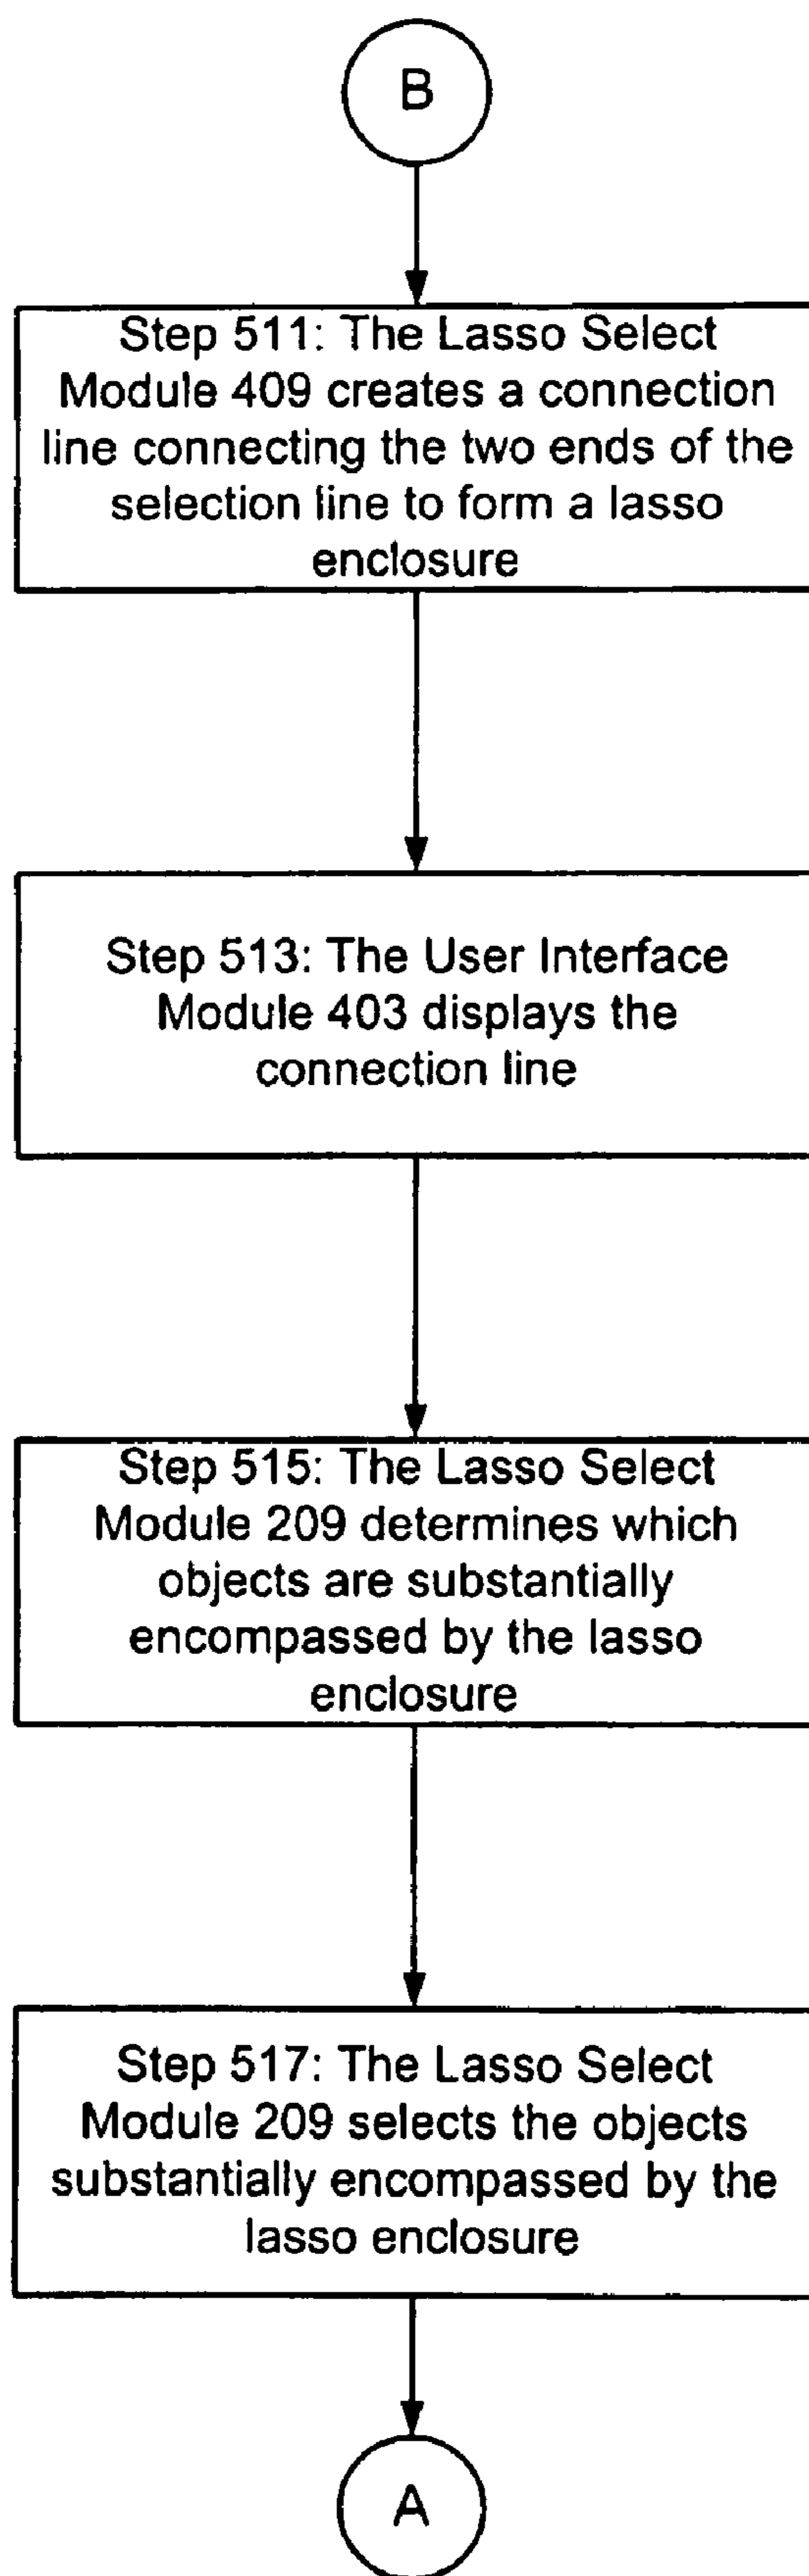 B
Step 511: The Lasso Select
Module 409 creates a connection
line connecting the two ends of the
selection line to form a lasso
enclosure
Step 513: The User Interface
Module 403 displays the
connection line
Step 515: The Lasso Select
Module 209 determines which
objects are substantially
encompassed by the lasso
enclosure
Step 517: The Lasso Select
Module 209 selects the objects
substantially encompassed by the
lasso enclosure
A